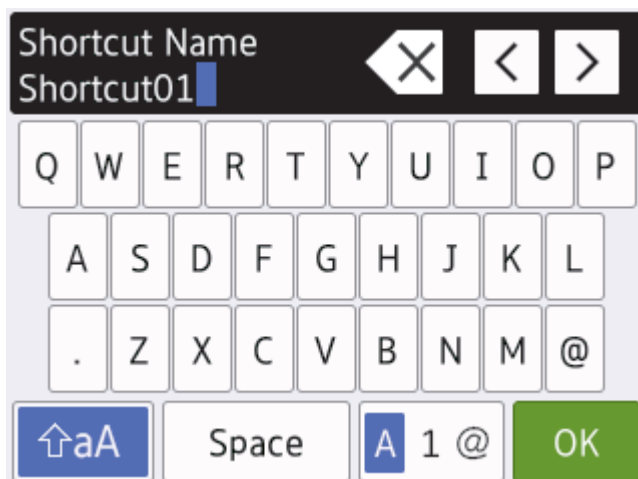 Shortcut Name
Shortcut01
Q W E R T Y U I O P
A S D F G H J K L
. Z X C V B N M @
aA Space A 1 @ OK